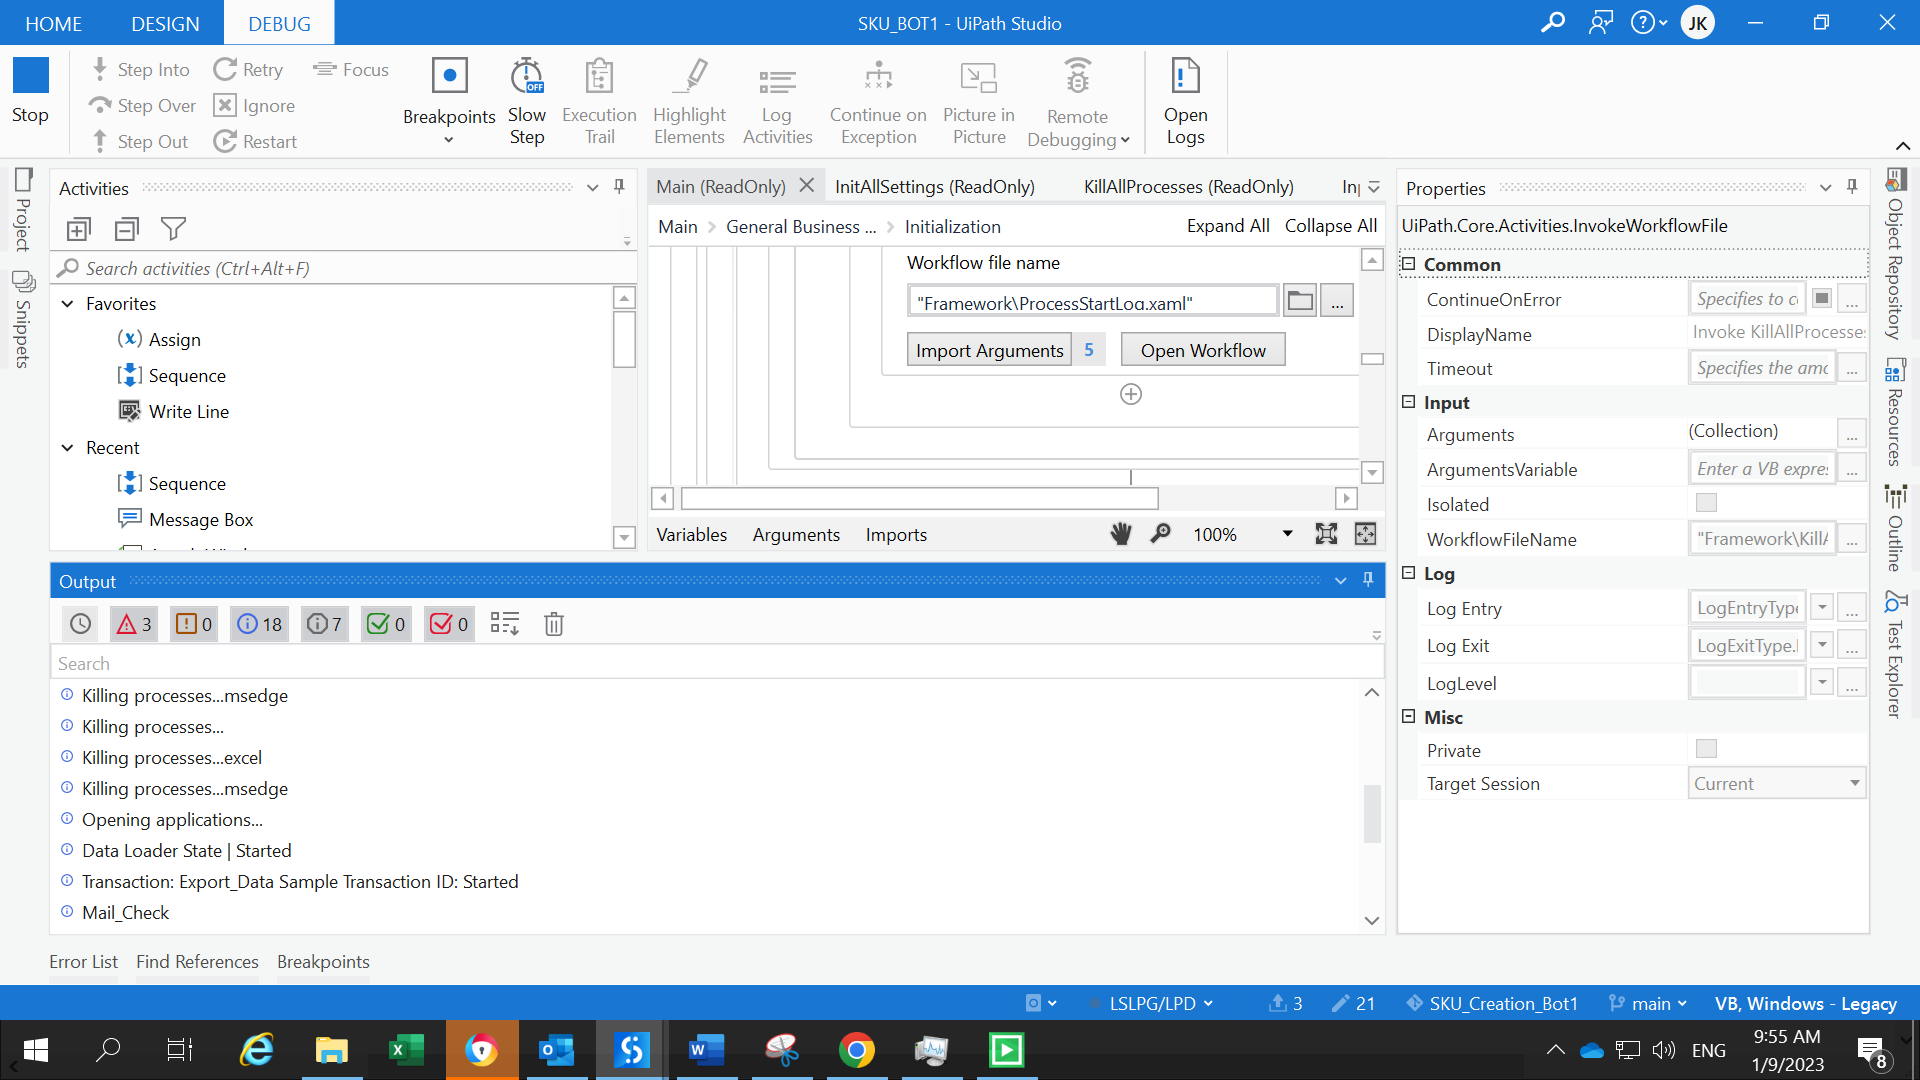 HOME DESIGN DEBUG
SKU_BOT1 - UiPath Studio
JK
Stop
Step Into
Step Over
Step Out
Retry
Ignore
Restart
Focus
Breakpoints
Slow Step
OFF
Execution Trail
Highlight Elements
Log Activities
Continue on Exception
Picture in Picture
Remote Debugging
Open Logs
Project
Snippets
Activities
Search activities (Ctrl+Alt+F)
Favorites
Assign
Sequence
Write Line
Recent
Sequence
Message Box
Main (ReadOnly)
InitAllSettings (ReadOnly)
KillAllProcesses (ReadOnly)
Main
General Business ...
Initialization
Expand All
Collapse All
Workflow file name
"Framework\ProcessStartLog.xaml"
...
Import Arguments 5
Open Workflow
Variables
Arguments
Imports
100%
Output
3
0
18
7
0
0
Search
Killing processes...msedge
Killing processes...
Killing processes...excel
Killing processes...msedge
Opening applications...
Data Loader State | Started
Transaction: Export_Data Sample Transaction ID: Started
Mail_Check
Error List
Find References
Breakpoints
Properties
UiPath.Core.Activities.InvokeWorkflowFile
Common
ContinueOnError Specifies to c ...
DisplayName Invoke KillAllProcesses
Timeout Specifies the amo ...
Input
Arguments (Collection) ...
ArgumentsVariable Enter a VB expres ...
Isolated
WorkflowFileName "Framework\KillA ...
Log
Log Entry LogEntryType ...
Log Exit LogExitType. ...
LogLevel ...
Misc
Private
Target Session Current
Object Repository
Resources
Outline
Test Explorer
LSLPG/LPD
3
21
SKU_Creation_Bot1
main
VB, Windows - Legacy
ENG
9:55 AM
1/9/2023
8